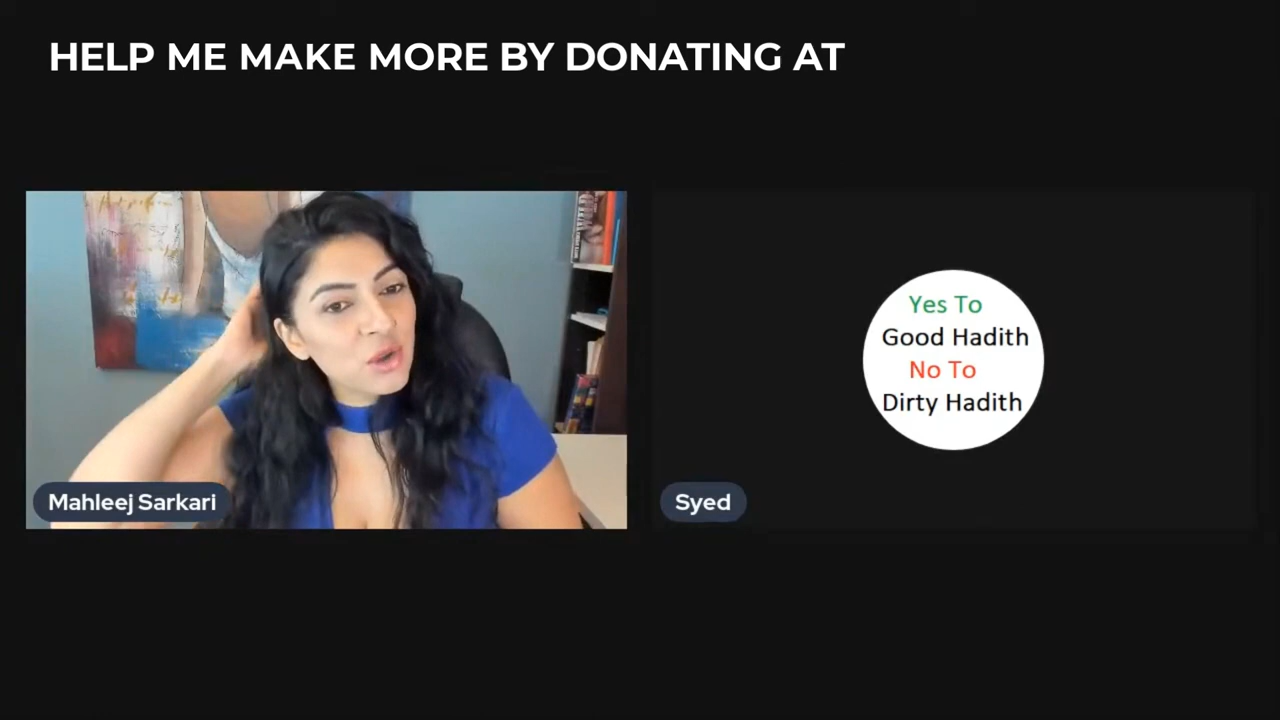 HELP ME MAKE MORE BY DONATING AT
Mahleej Sarkari
Yes To
Good Hadith
No To
Dirty Hadith
Syed